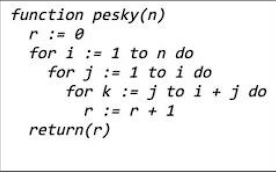 function pesky(n)
r := 0
for i := 1 to n do
for j := 1 to i do
for k := j to i + j do
r := r + 1
return(r)